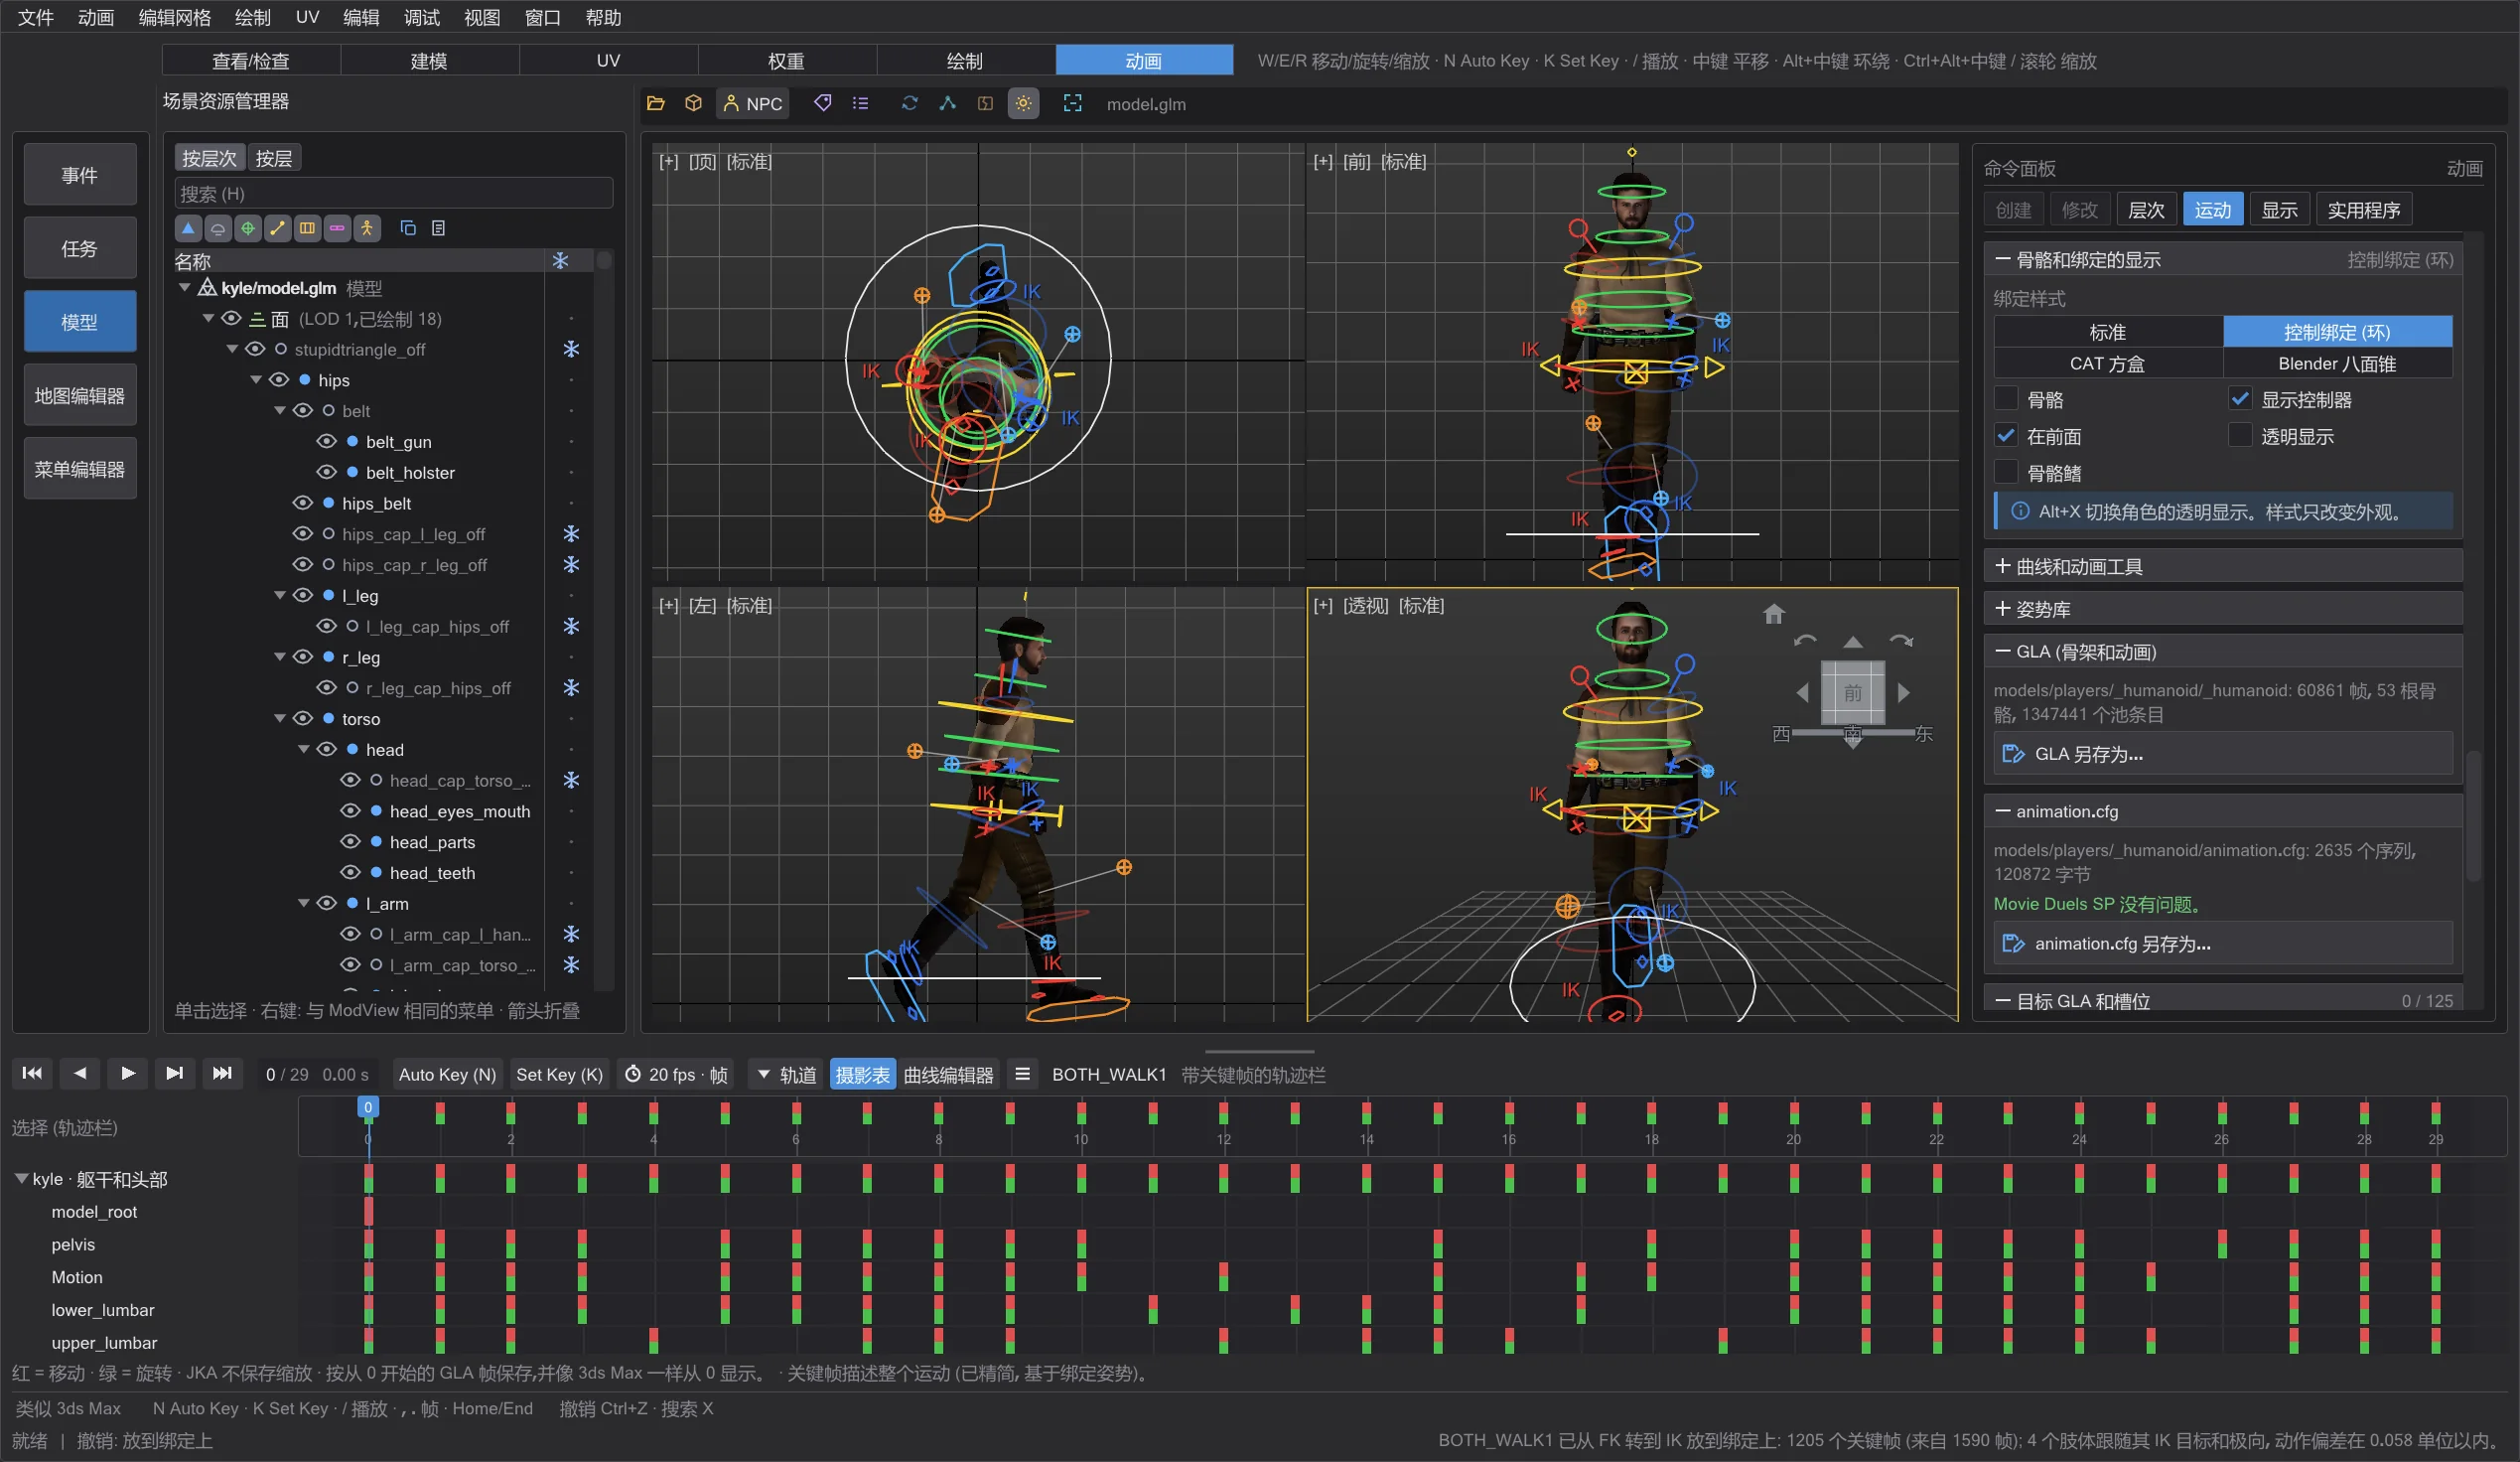 文件 动画 编辑网格 绘制 UV 编辑 调试 视图 窗口 帮助
查看/检查 建模 UV 权重 绘制 动画 W/E/R 移动/旋转/缩放 · N Auto Key · K Set Key · / 播放 · 中键 平移 · Alt+中键 环绕 · Ctrl+Alt+中键 / 滚轮 缩放
场景资源管理器
NPC model.glm
事件
任务
模型
地图编辑器
菜单编辑器
按层次 按层
搜索 (H)
名称
kyle/model.glm 模型
面 (LOD 1,已绘制 18)
stupidtriangle_off
hips
belt
belt_gun
belt_holster
hips_belt
hips_cap_l_leg_off
hips_cap_r_leg_off
l_leg
l_leg_cap_hips_off
r_leg
r_leg_cap_hips_off
torso
head
head_cap_torso_...
head_eyes_mouth
head_parts
head_teeth
l_arm
l_arm_cap_l_han...
l_arm_cap_torso_...
单击选择 · 右键: 与 ModView 相同的菜单 · 箭头折叠
[+] [顶] [标准]
IK
IK
IK
IK
[+] [前] [标准]
IK
IK
IK
IK
[+] [左] [标准]
IK
IK
IK
IK
[+] [透视] [标准]
前
西 南 东
IK
IK
IK
IK
命令面板 动画
创建 修改 层次 运动 显示 实用程序
骨骼和绑定的显示 控制绑定 (环)
绑定样式
标准 控制绑定 (环)
CAT 方盒 Blender 八面锥
骨骼 显示控制器
在前面 透明显示
骨骼鳍
Alt+X 切换角色的透明显示。样式只改变外观。
曲线和动画工具
姿势库
GLA (骨架和动画)
models/players/_humanoid/_humanoid: 60861 帧, 53 根骨
骼, 1347441 个池条目
GLA 另存为...
animation.cfg
models/players/_humanoid/animation.cfg: 2635 个序列,
120872 字节
Movie Duels SP 没有问题。
animation.cfg 另存为...
目标 GLA 和槽位 0 / 125
0 / 29 0.00 s Auto Key (N) Set Key (K) 20 fps · 帧 轨道 摄影表 曲线编辑器 BOTH_WALK1 带关键帧的轨迹栏
0
选择 (轨迹栏)
0 2 4 6 8 10 12 14 16 18 20 22 24 26 28 29
kyle · 躯干和头部
model_root
pelvis
Motion
lower_lumbar
upper_lumbar
红 = 移动 · 绿 = 旋转 · JKA 不保存缩放 · 按从 0 开始的 GLA 帧保存,并像 3ds Max 一样从 0 显示。 · 关键帧描述整个运动 (已精简, 基于绑定姿势)。
类似 3ds Max N Auto Key · K Set Key · / 播放 · , . 帧 · Home/End 撤销 Ctrl+Z · 搜索 X
就绪 | 撤销: 放到绑定上
BOTH_WALK1 已从 FK 转到 IK 放到绑定上: 1205 个关键帧 (来自 1590 帧); 4 个肢体跟随其 IK 目标和极向, 动作偏差在 0.058 单位以内。